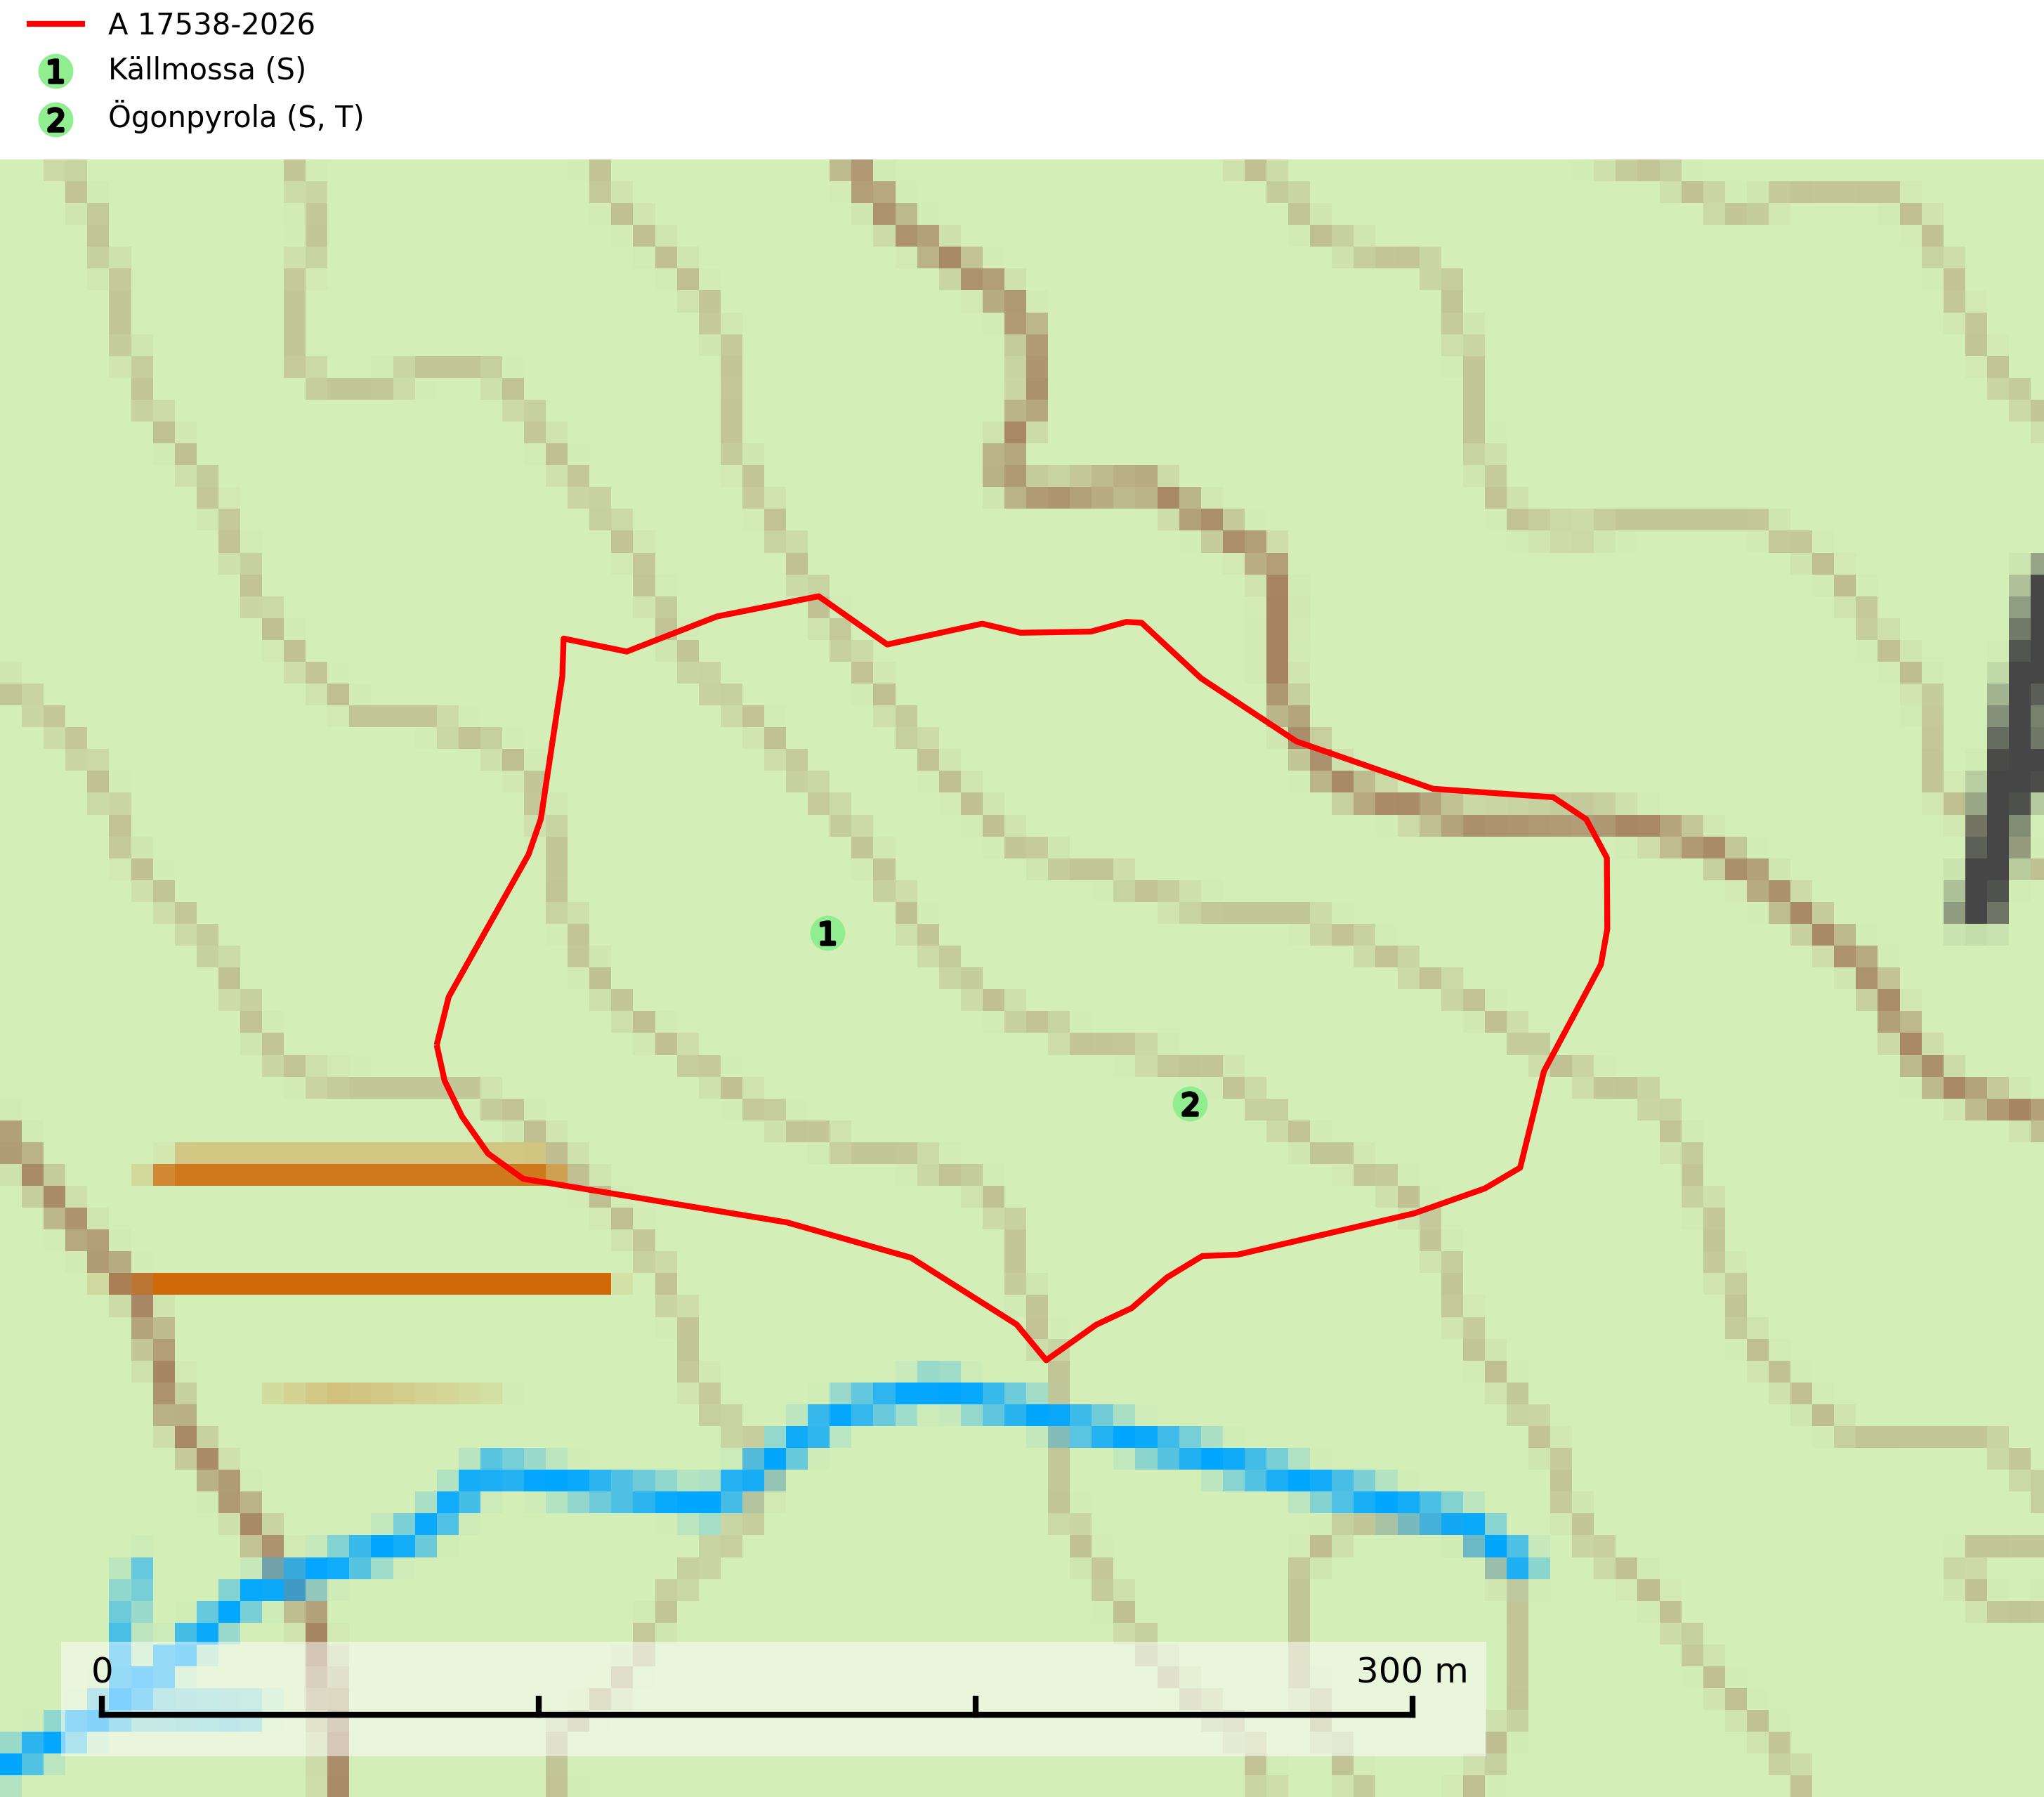 A 17538-2026
1 Källmossa (S)
2 Ögonpyrola (S, T)
1
2
0 300 m